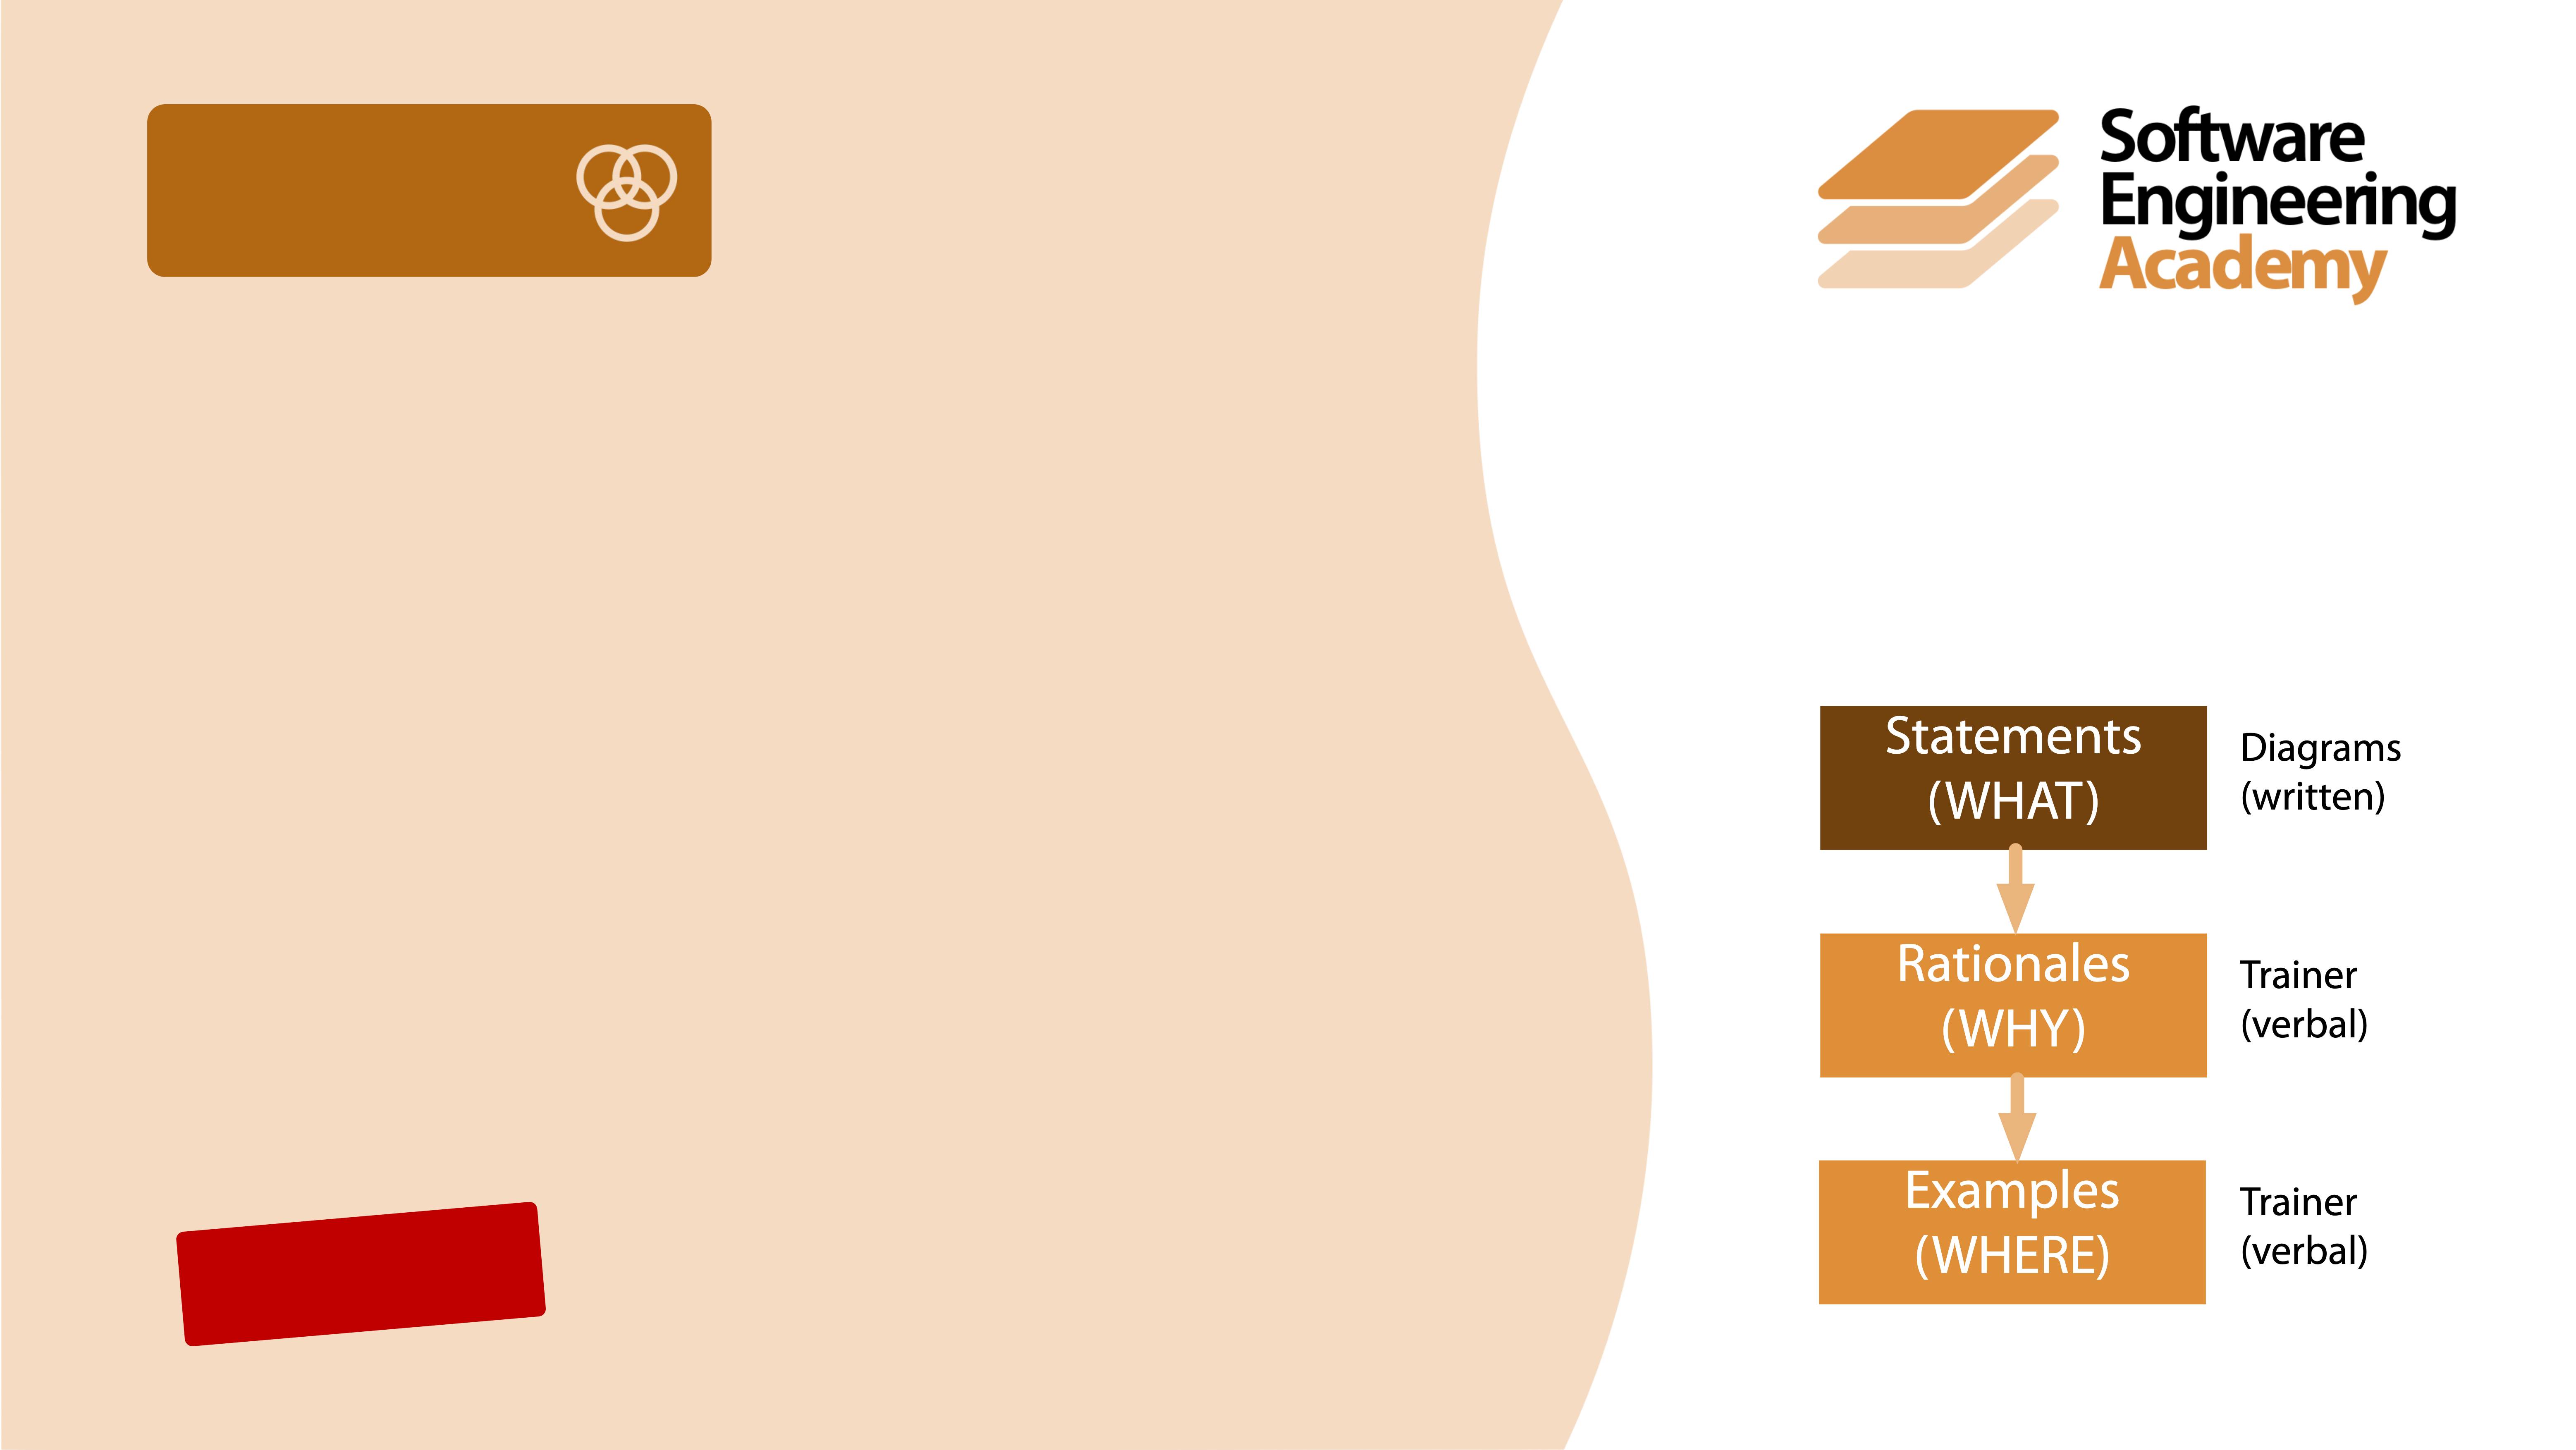 Software
Engineering
Academy
Statements
(WHAT)
Diagrams
(written)
Rationales
(WHY)
Trainer
(verbal)
Examples
(WHERE)
Trainer
(verbal)